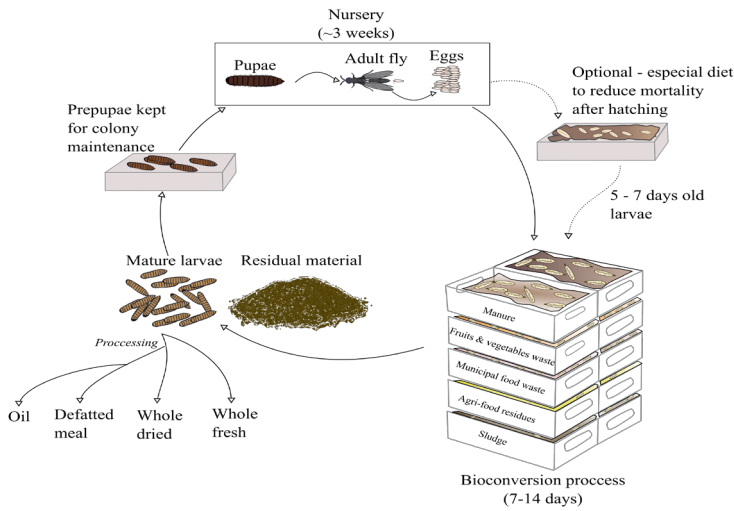 Nursery
(~3 weeks)
Pupae
Adult fly
Eggs
Optional - especial diet
to reduce mortality
after hatching
Prepupae kept
for colony
maintenance
5 - 7 days old
larvae
Mature larvae
Residual material
Manure
Fruits & vegetables waste
Municipal food waste
Agri-food residues
Sludge
Proccessing
Oil
Defatted
meal
Whole
dried
Whole
fresh
Bioconversion proccess
(7-14 days)